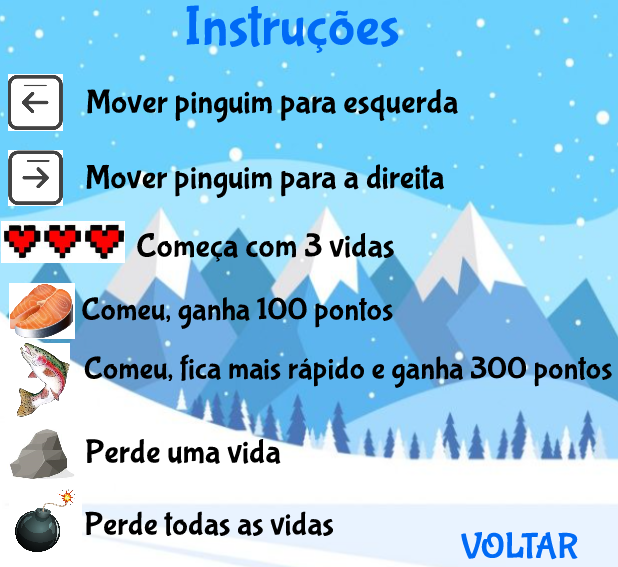 Instruções
Mover pinguim para esquerda
Mover pinguim para a direita
Começa com 3 vidas
Comeu, ganha 100 pontos
Comeu, fica mais rápido e ganha 300 pontos
Perde uma vida
Perde todas as vidas
VOLTAR